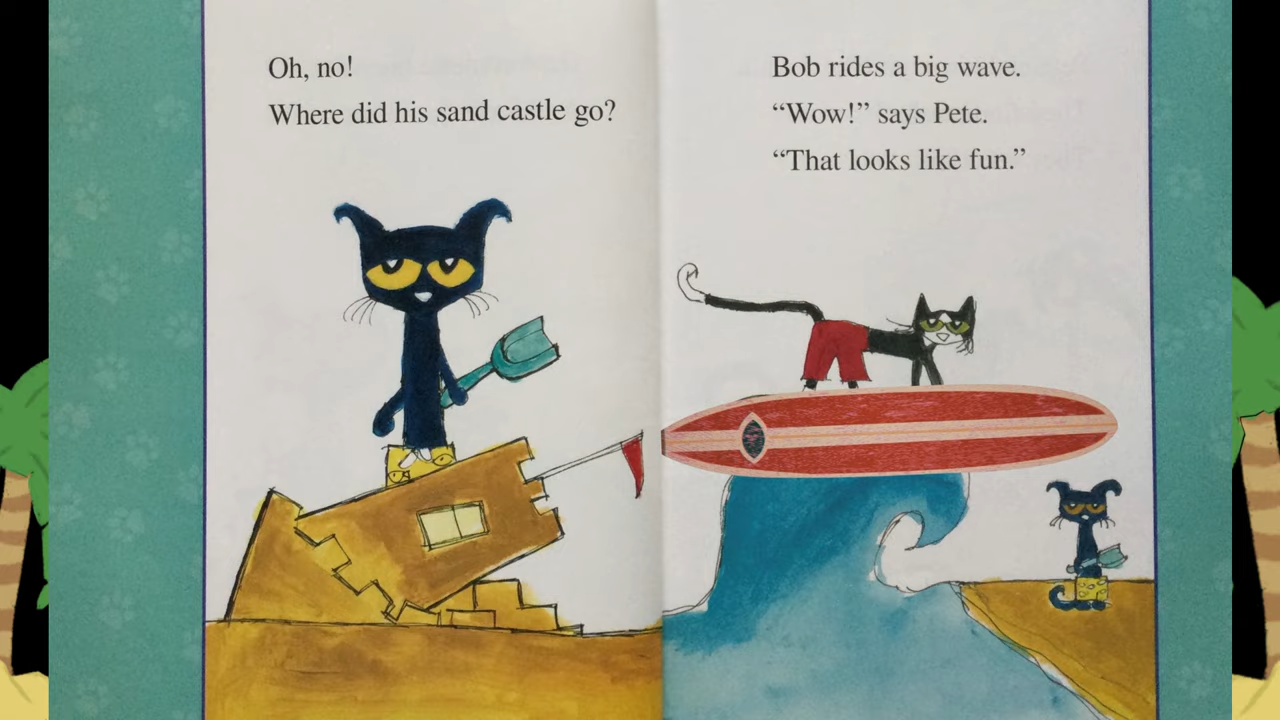 Oh, no!
Where did his sand castle go?
Bob rides a big wave.
“Wow!” says Pete.
“That looks like fun.”